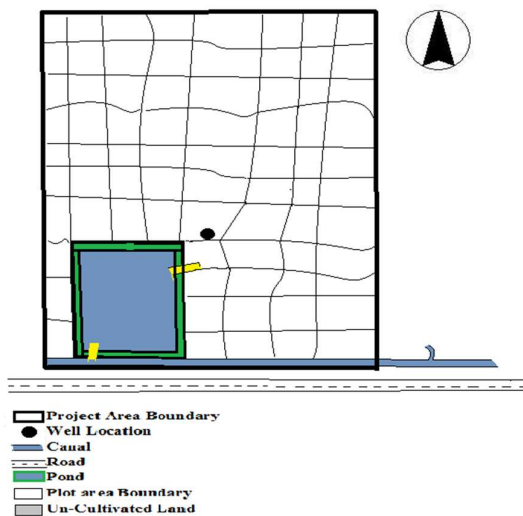 Project Area Boundary
Well Location
Canal
Road
Pond
Plot area Boundary
Un-Cultivated Land